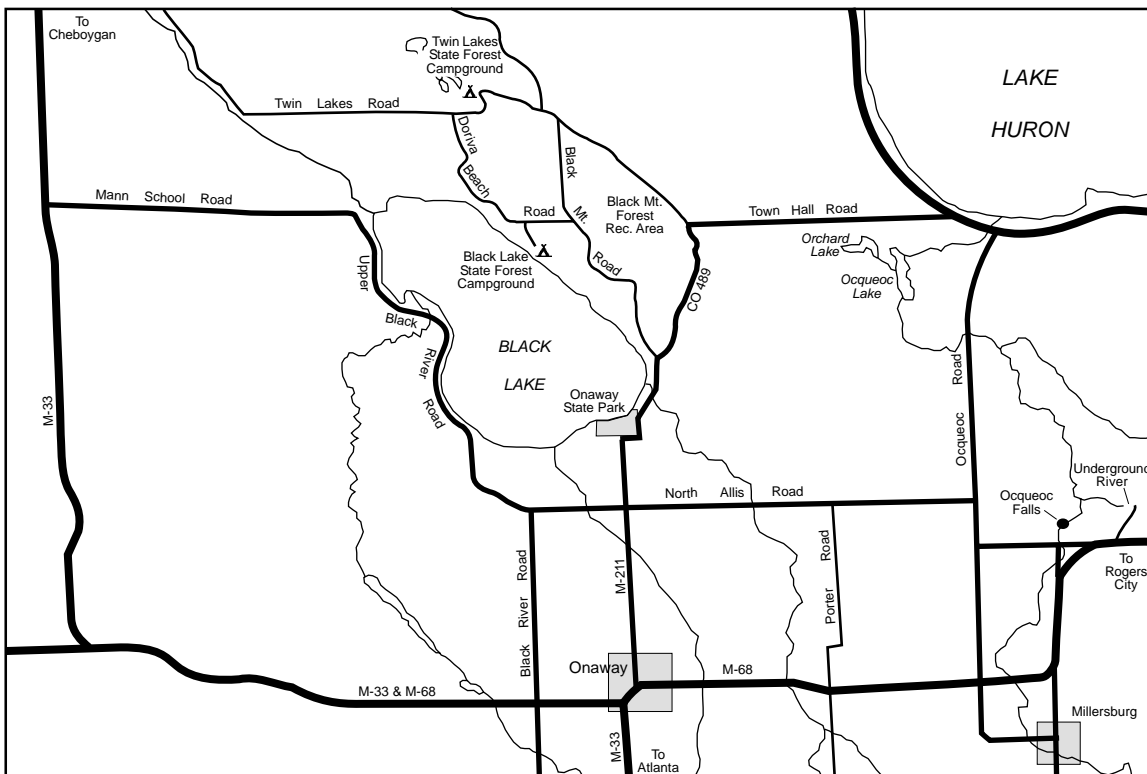 To
Cheboygan
Twin Lakes
State Forest
Campground
LAKE
HURON
Twin Lakes Road
Doriva
Beach
Road
Black
Mt.
Road
Black Mt.
Forest
Rec. Area
Mann School Road
Town Hall Road
Orchard
Lake
Ocqueoc
Lake
Black Lake
State Forest
Campground
CO 489
Upper
Black
River
Road
BLACK
LAKE
Onaway
State Park
M-33
Ocqueoc Road
Underground
River
Ocqueoc
Falls
North Allis Road
To
Rogers
City
Black River Road
M-211
Porter Road
Onaway
M-68
M-33 & M-68
Millersburg
M-33
To
Atlanta